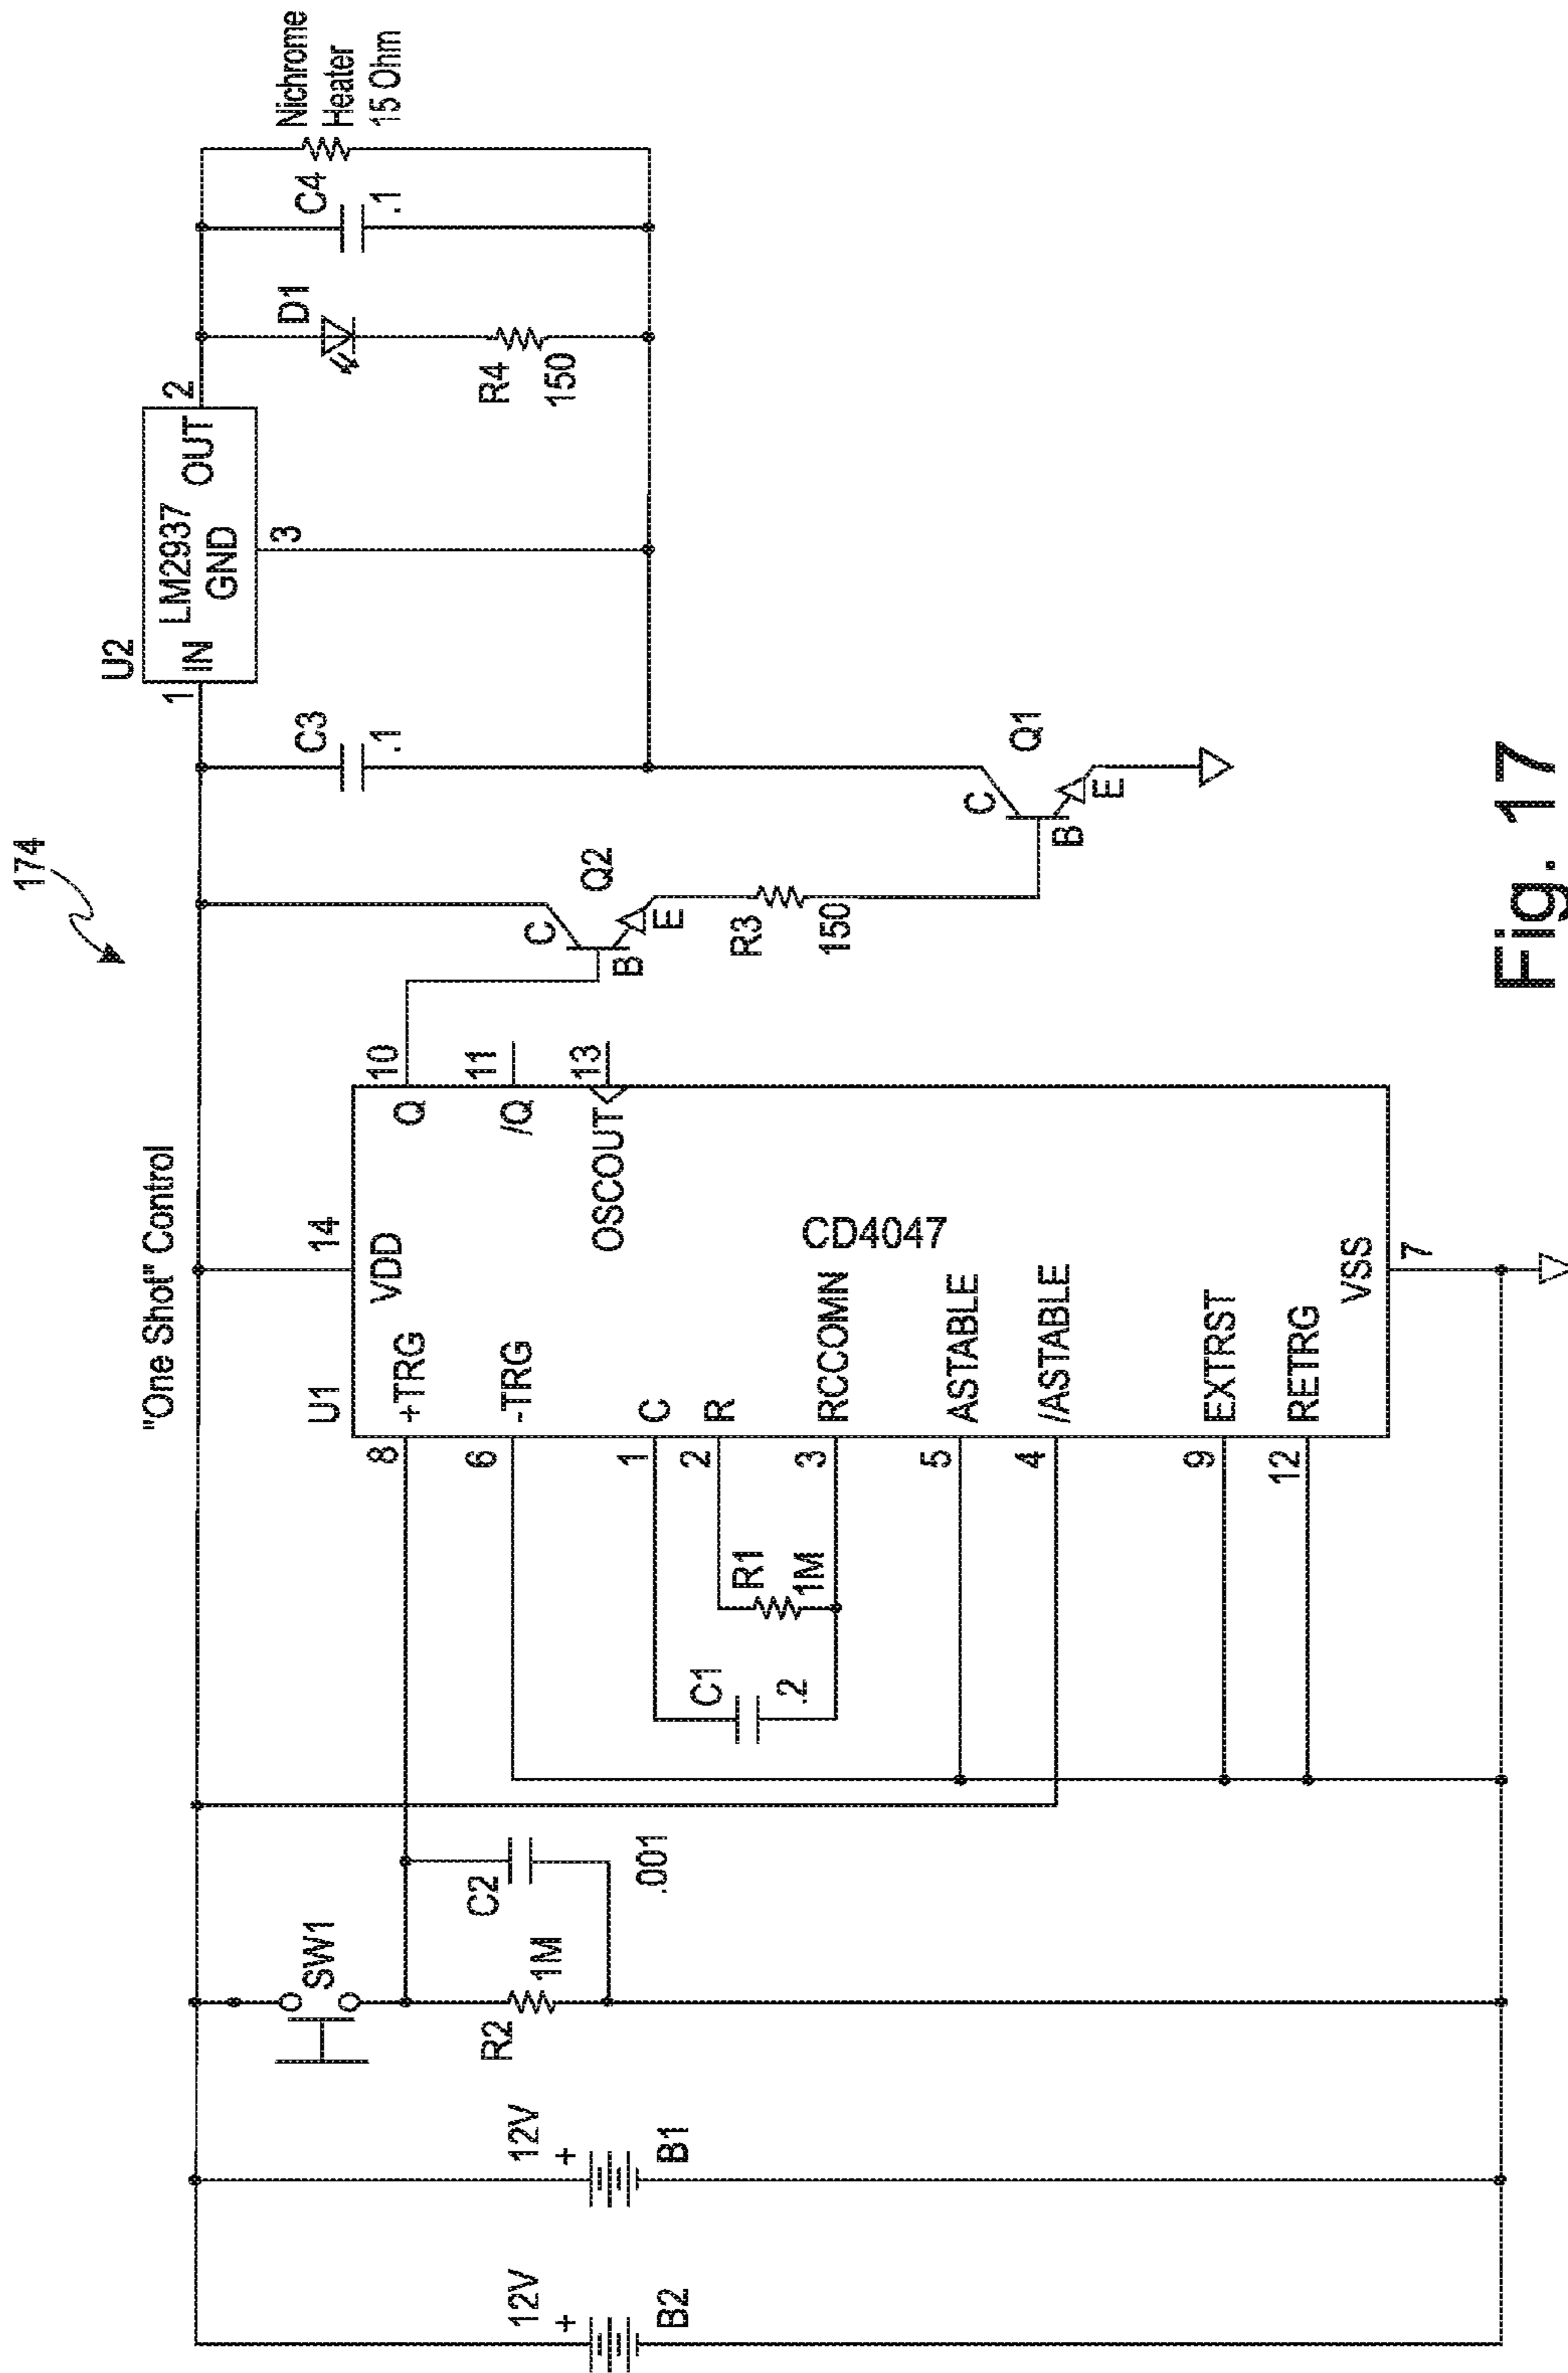 174
"One Shot" Control
U2
1
IN
LM2937
GND
OUT
2
3
Nichrome
Heater
15 Ohm
C3
.1
D1
R4
150
C4
.1
12V
+
B2
12V
+
B1
SW1
R2
1M
C2
.001
C1
.2
R1
1M
U1
14
VDD
8
+TRG
6
-TRG
1
C
2
R
3
RCCOMN
5
ASTABLE
4
/ASTABLE
9
EXTRST
12
RETRG
CD4047
Q
10
/Q
11
OSCOUT
13
VSS
7
C
B
E
Q2
R3
150
C
B
E
Q1
Fig. 17